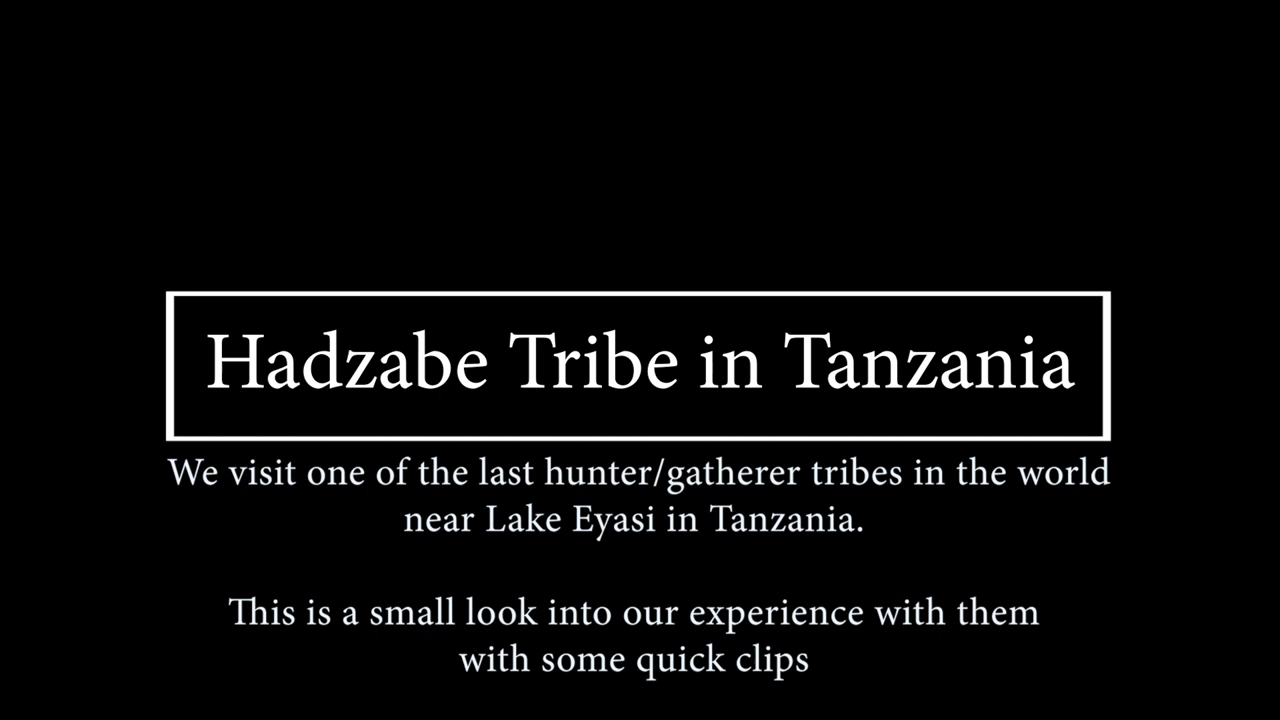 Hadzabe Tribe in Tanzania
We visit one of the last hunter/gatherer tribes in the world
near Lake Eyasi in Tanzania.
This is a small look into our experience with them
with some quick clips